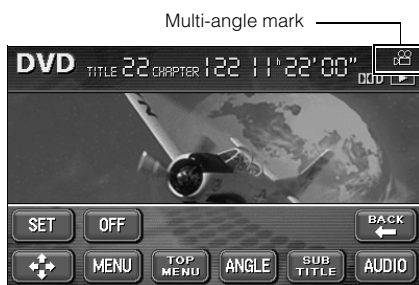 Multi-angle mark
DVD TITLE 22 CHAPTER 122 11h22'00"
SET OFF BACK
MENU TOP MENU ANGLE SUB TITLE AUDIO